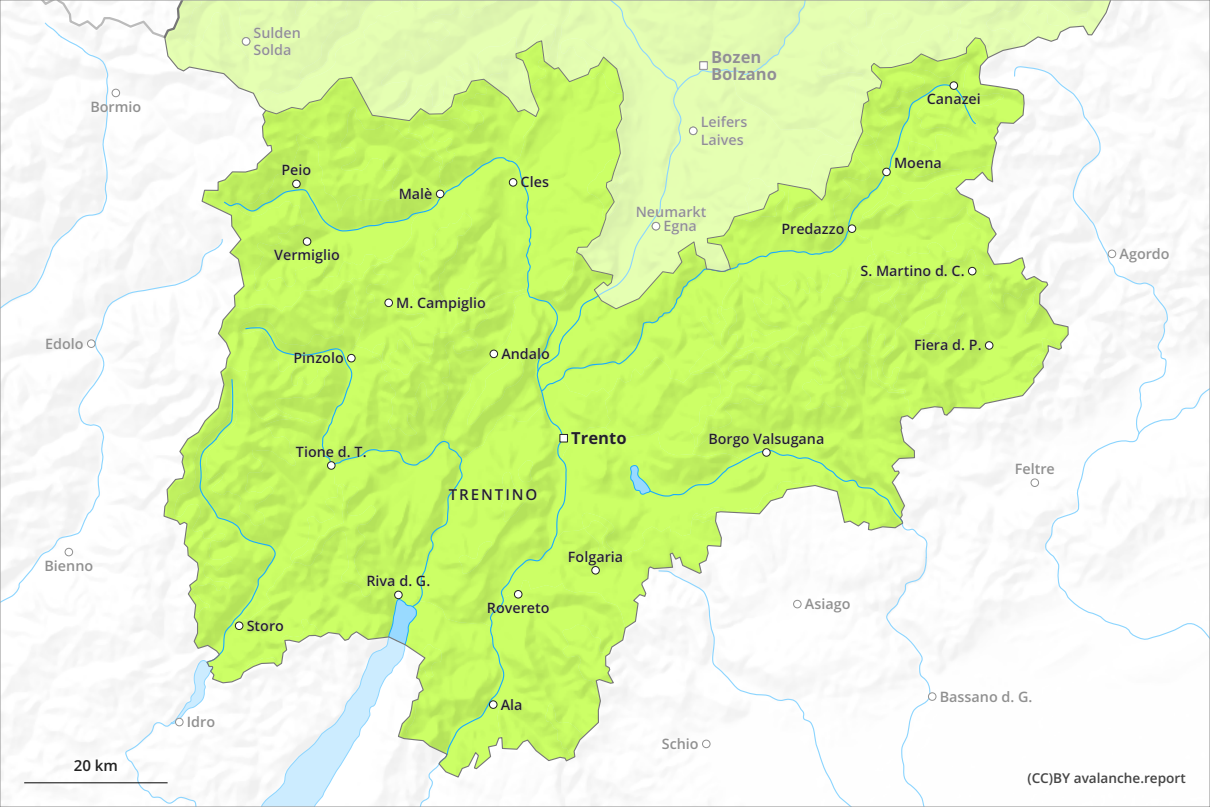 Sulden
Solda
Bozen
Bolzano
Bormio
Canazei
Leifers
Laives
Moena
Peio
Malè
Cles
Neumarkt
Egna
Predazzo
Vermiglio
Agordo
S. Martino d. C.
M. Campiglio
Edolo
Pinzolo
Andalo
Fiera d. P.
Trento
Borgo Valsugana
Tione d. T.
Feltre
TRENTINO
Folgaria
Bienno
Riva d. G.
Rovereto
Asiago
Storo
Bassano d. G.
Ala
Idro
Schio
20 km
(CC)BY avalanche.report